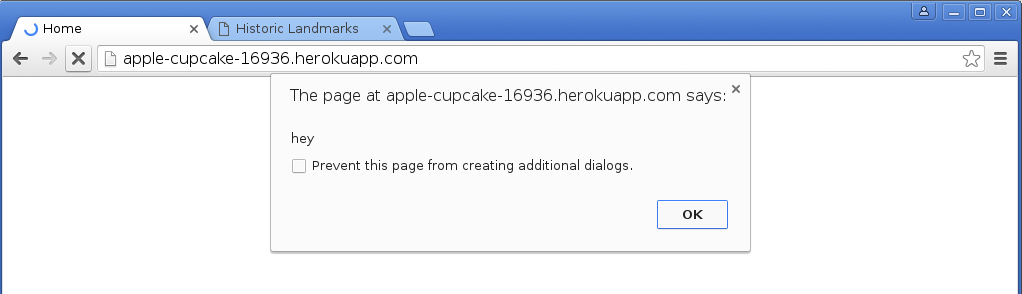 Home
Historic Landmarks
apple-cupcake-16936.herokuapp.com
The page at apple-cupcake-16936.herokuapp.com says:
hey
Prevent this page from creating additional dialogs.
OK